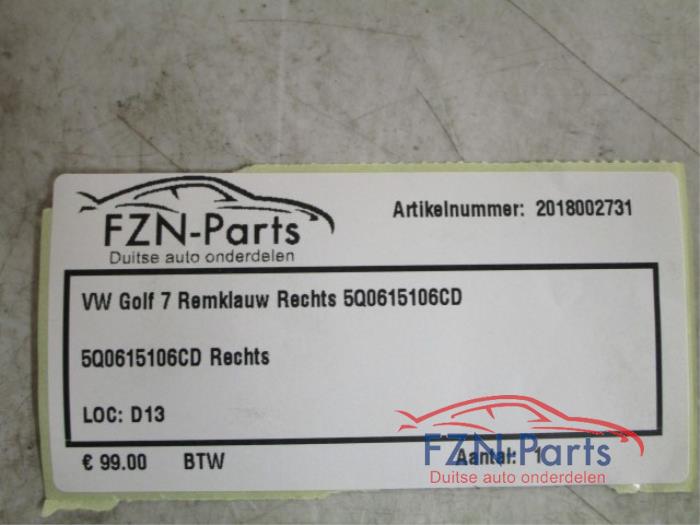 FZN-Parts
Duitse auto onderdelen
Artikelnummer: 2018002731
VW Golf 7 Remklauw Rechts 5Q0615106CD
5Q0615106CD Rechts
LOC: D13
€ 99.00 BTW
Aantal: 1
FZN-Parts
Duitse auto onderdelen